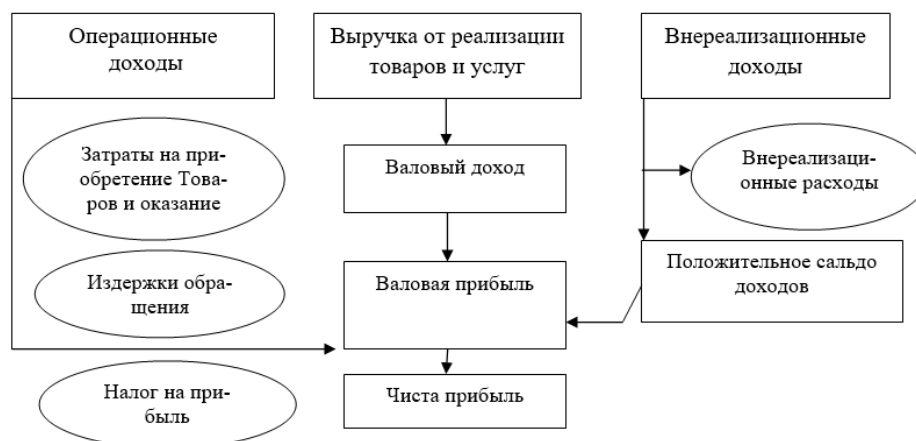 Операционные
доходы
Выручка от реализации
товаров и услуг
Внереализационные
доходы
Затраты на при-
обретение Това-
ров и оказание
Валовый доход
Внереализаци-
онные расходы
Издержки обра-
щения
Валовая прибыль
Положительное сальдо
доходов
Налог на при-
быль
Чиста прибыль